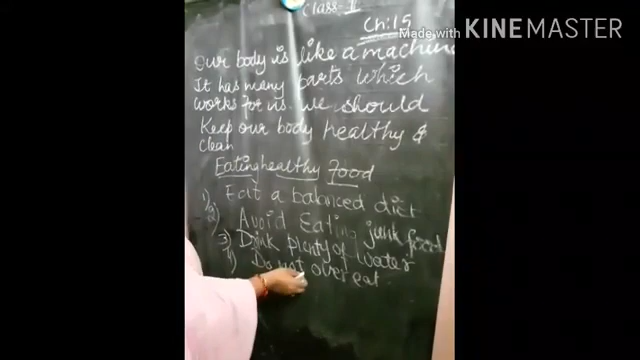 Class-II
Ch:15
Made with KINEMASTER
Our body is like a machine
It has many parts which
works for us. we should
Keep our body healthy &
clean
Eating healthy Food
1) Eat a balanced diet
2) Avoid Eating junk food
3) Drink plenty of water
4) Do not over eat